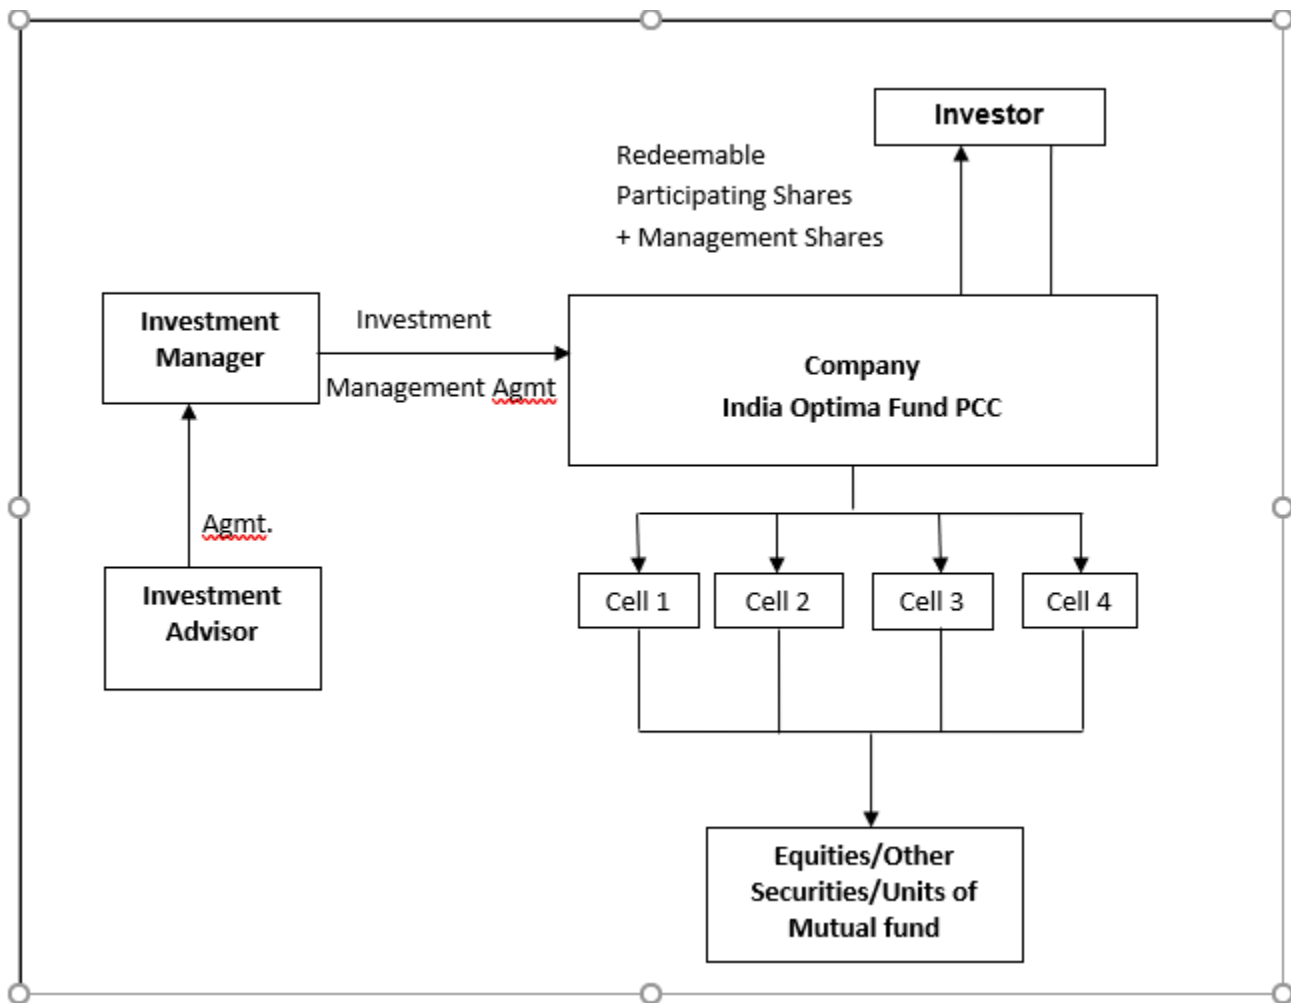 Investor
Redeemable
Participating Shares
+ Management Shares
Investment
Manager
Investment
Management Agmt
Company
India Optima Fund PCC
Agmt.
Investment
Advisor
Cell 1
Cell 2
Cell 3
Cell 4
Equities/Other
Securities/Units of
Mutual fund